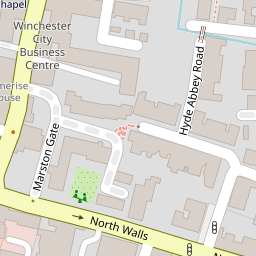 hapel
Winchester
City
Business
Centre
merise
ouse
Hyde Abbey Road
Marston Gate
North Walls
N